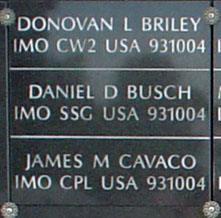 DONOVAN L BRILEY
IMO CW2 USA 931004
DANIEL D BUSCH
IMO SSG USA 931004
JAMES M CAVACO
IMO CPL USA 931004